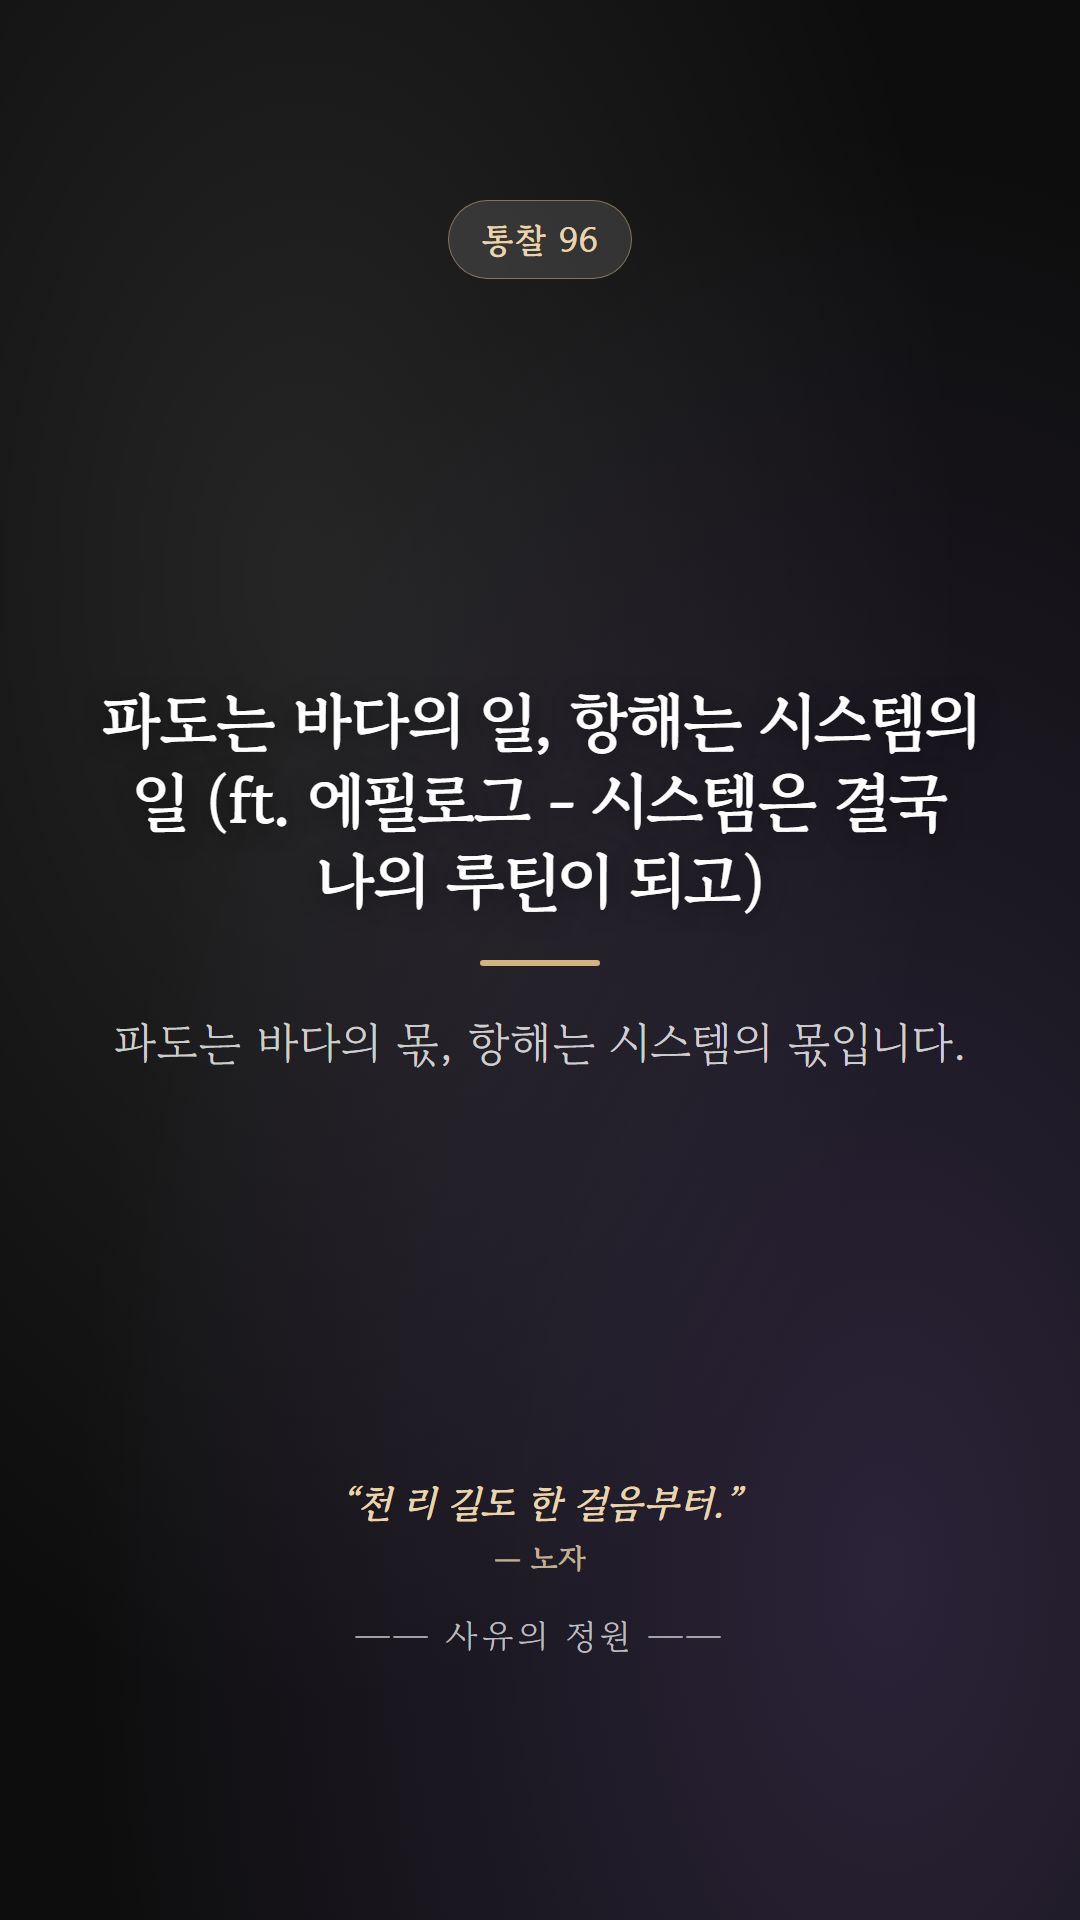 통찰 96
파도는 바다의 일, 항해는 시스템의
일 (ft. 에필로그 - 시스템은 결국
나의 루틴이 되고)
파도는 바다의 몫, 항해는 시스템의 몫입니다.
“천 리 길도 한 걸음부터.”
— 노자
—— 사유의 정원 ——